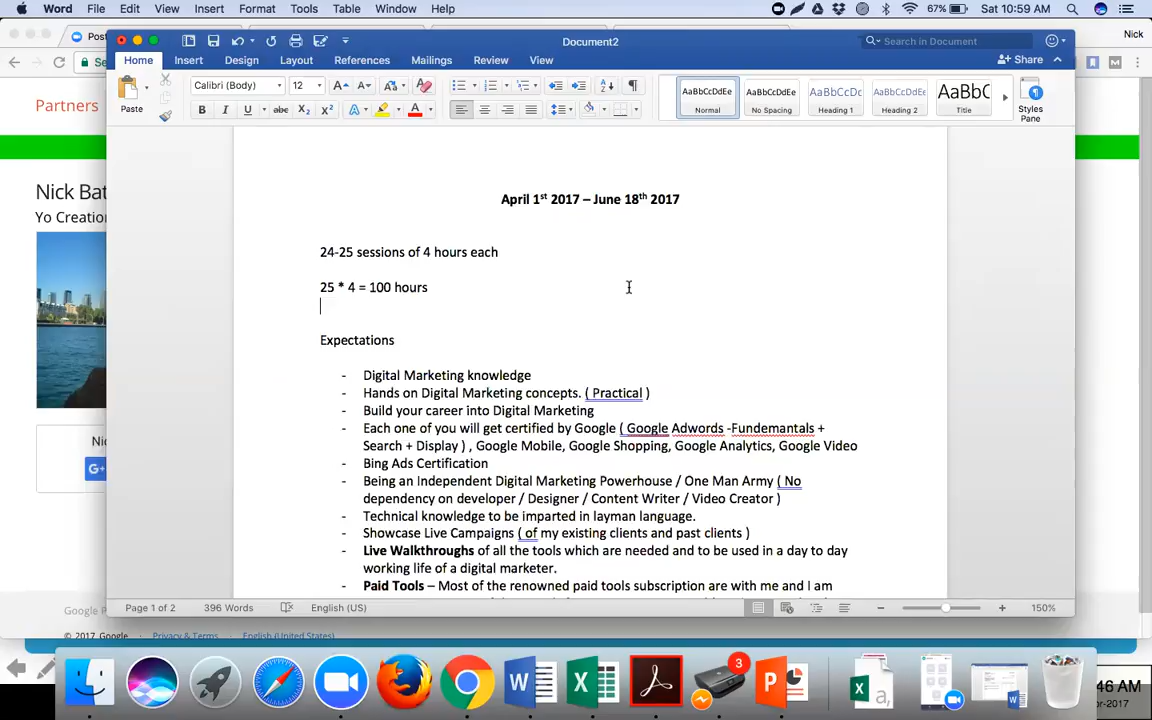 Word File Edit View Insert Format Tools Table Window Help 67% Sat 10:59 AM
Document2
Search in Document
Nick
Home Insert Design Layout References Mailings Review View Share
Paste
Calibri (Body) 12
AaBbCcDdEe AaBbCcDdEe AaBbCcDc AaBbCcDdEe AaBbC
Normal No Spacing Heading 1 Heading 2 Title
Styles Pane
Partners
Nick Bat
Yo Creation
Nic
G+
April 1st 2017 – June 18th 2017
24-25 sessions of 4 hours each
25 * 4 = 100 hours
Expectations
- Digital Marketing knowledge
- Hands on Digital Marketing concepts. ( Practical )
- Build your career into Digital Marketing
- Each one of you will get certified by Google ( Google Adwords -Fundemantals +
Search + Display ) , Google Mobile, Google Shopping, Google Analytics, Google Video
- Bing Ads Certification
- Being an Independent Digital Marketing Powerhouse / One Man Army ( No
dependency on developer / Designer / Content Writer / Video Creator )
- Technical knowledge to be imparted in layman language.
- Showcase Live Campaigns ( of my existing clients and past clients )
- Live Walkthroughs of all the tools which are needed and to be used in a day to day
working life of a digital marketer.
- Paid Tools – Most of the renowned paid tools subscription are with me and I am
Page 1 of 2 396 Words English (US) 150%
Google P
© 2017 Google Privacy & Terms English (United States)
3
46 AM
pr-2017